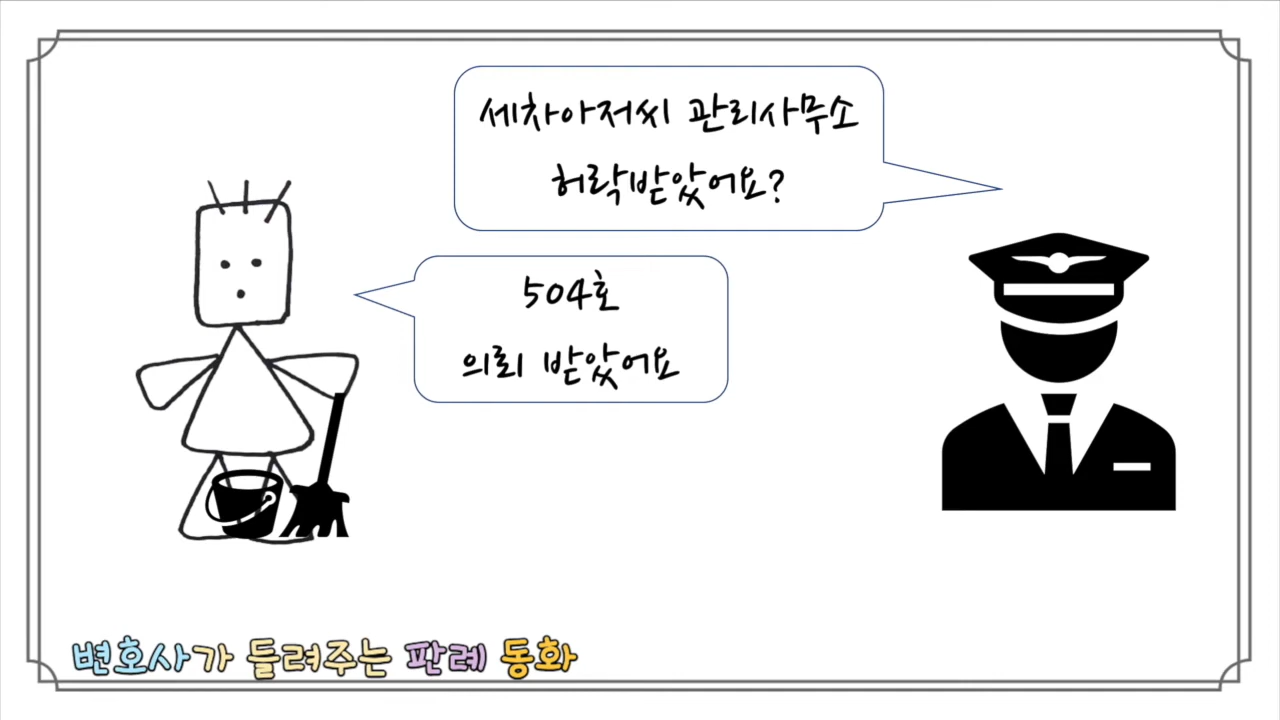 세차아저씨 관리사무소
허락받았어요?
504호
의뢰 받았어요
변호사가 들려주는 판례 동화